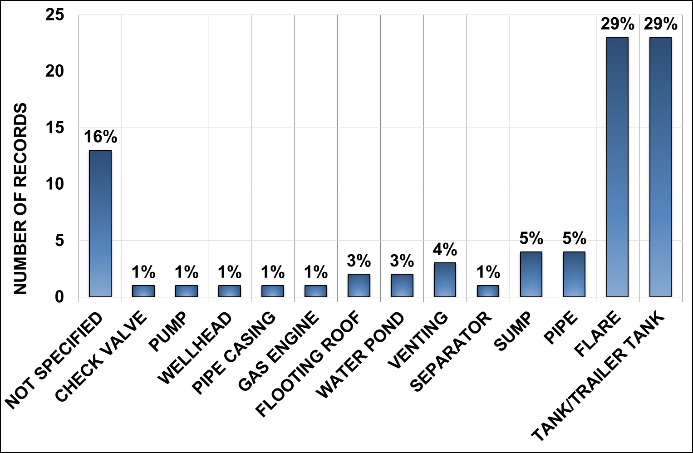 NUMBER OF RECORDS
25
20
15
10
5
0
16%
1%
1%
1%
1%
1%
3%
3%
4%
1%
5%
5%
29%
29%
NOT SPECIFIED
CHECK VALVE
PUMP
WELLHEAD
PIPE CASING
GAS ENGINE
FLOOTING ROOF
WATER POND
VENTING
SEPARATOR
SUMP
PIPE
FLARE
TANK/TRAILER TANK